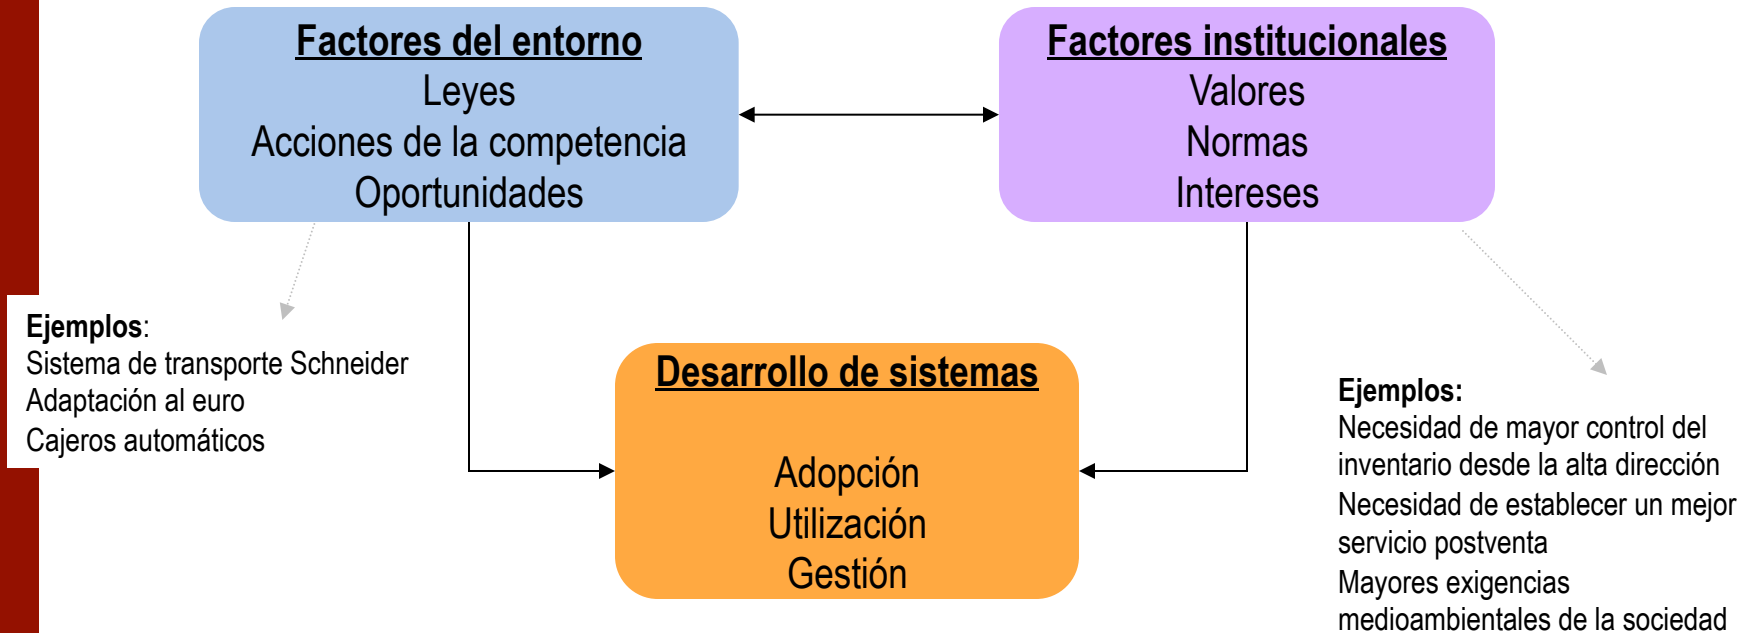 Factores del entorno
Leyes
Acciones de la competencia
Oportunidades
Factores institucionales
Valores
Normas
Intereses
Ejemplos:
Sistema de transporte Schneider
Adaptación al euro
Cajeros automáticos
Desarrollo de sistemas
Adopción
Utilización
Gestión
Ejemplos:
Necesidad de mayor control del
inventario desde la alta dirección
Necesidad de establecer un mejor
servicio postventa
Mayores exigencias
medioambientales de la sociedad